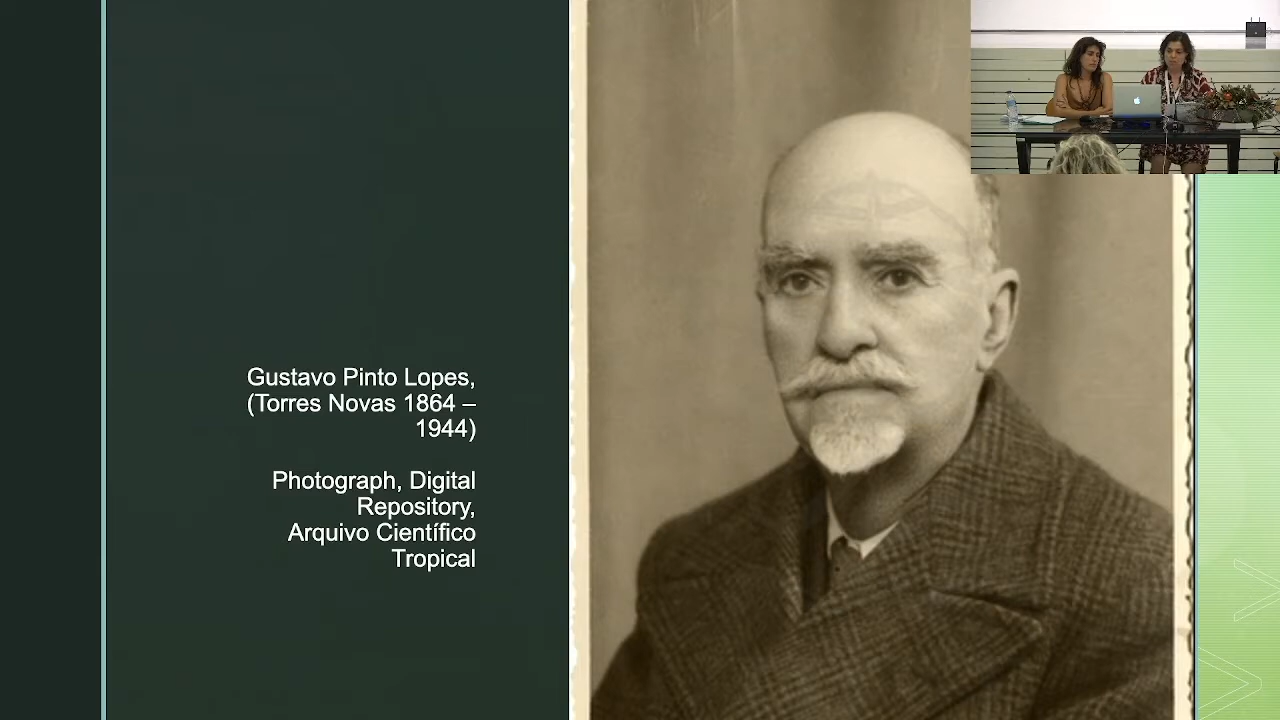 Gustavo Pinto Lopes,
(Torres Novas 1864 –
1944)
Photograph, Digital
Repository,
Arquivo Científico
Tropical